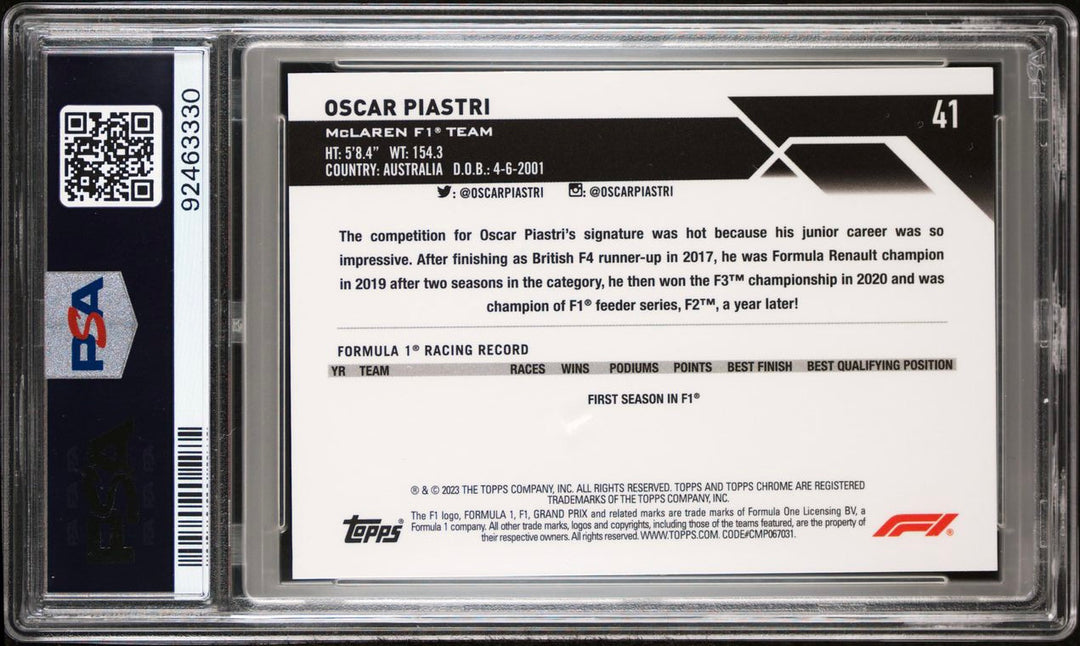 92463330
PSA
PSA
PSA
OSCAR PIASTRI
McLAREN F1® TEAM
HT: 5'8.4" WT: 154.3
COUNTRY: AUSTRALIA D.O.B.: 4-6-2001
41
: @OSCARPIASTRI : @OSCARPIASTRI
The competition for Oscar Piastri's signature was hot because his junior career was so
impressive. After finishing as British F4 runner-up in 2017, he was Formula Renault champion
in 2019 after two seasons in the category, he then won the F3™ championship in 2020 and was
champion of F1® feeder series, F2™, a year later!
FORMULA 1® RACING RECORD
YR TEAM RACES WINS PODIUMS POINTS BEST FINISH BEST QUALIFYING POSITION
FIRST SEASON IN F1®
® & © 2023 THE TOPPS COMPANY, INC. ALL RIGHTS RESERVED. TOPPS AND TOPPS CHROME ARE REGISTERED
TRADEMARKS OF THE TOPPS COMPANY, INC.
Topps®
The F1 logo, FORMULA 1, F1, GRAND PRIX and related marks are trade marks of Formula One Licensing BV, a
Formula 1 company. All other trade marks, logos and copyrights, including those of the teams featured, are the property of
their respective owners. All rights reserved. WWW.TOPPS.COM. CODE#CMP067031.
F1®